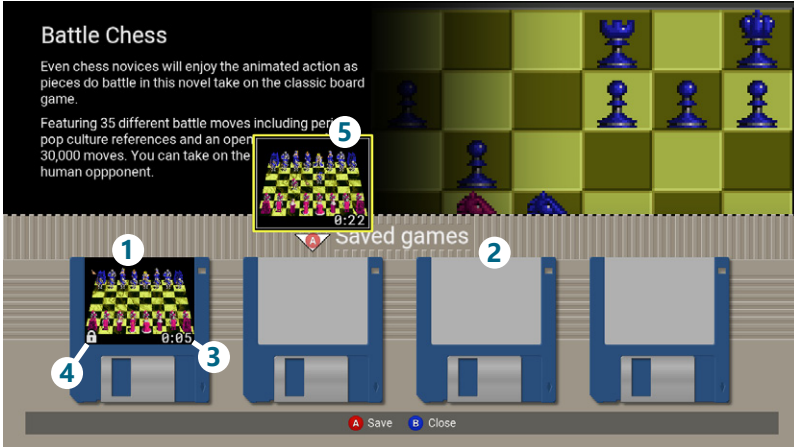 Battle Chess
Even chess novices will enjoy the animated action as
pieces do battle in this novel take on the classic board
game.
Featuring 35 different battle moves including
pop culture references and an open
30,000 moves. You can take on the
human oppponent.
5
0:22
A
Saved games
1
2
0:05
3
4
A Save B Close